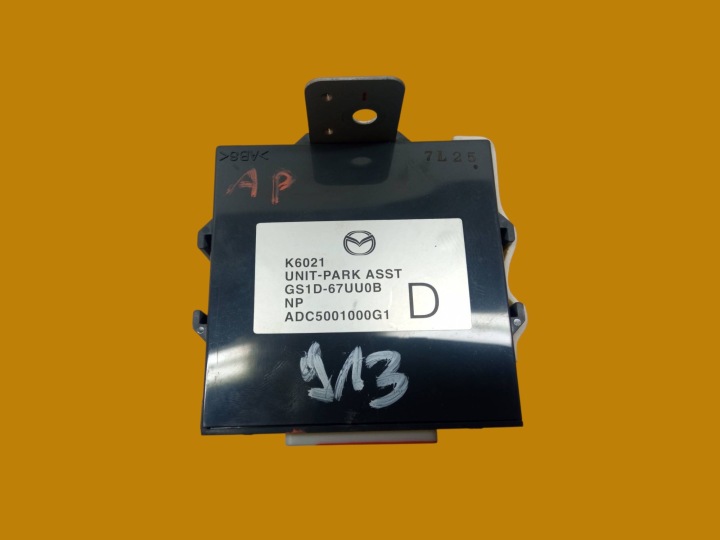 >ABS<
7L25
AP
K6021
UNIT-PARK ASST
GS1D-67UU0B
NP
ADC5001000G1
D
913